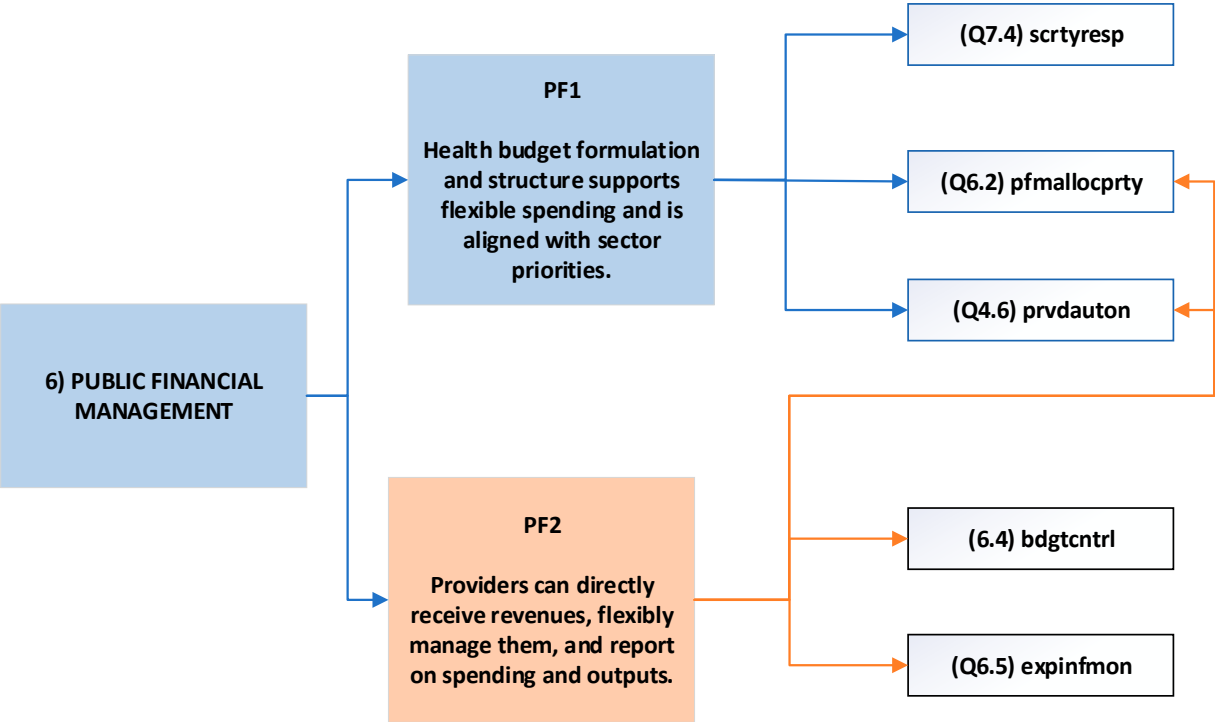 6) PUBLIC FINANCIAL
MANAGEMENT
PF1
Health budget formulation
and structure supports
flexible spending and is
aligned with sector
priorities.
PF2
Providers can directly
receive revenues, flexibly
manage them, and report
on spending and outputs.
(Q7.4) scrtyresp
(Q6.2) pfmallocprty
(Q4.6) prvdauton
(6.4) bdgtcntrl
(Q6.5) expinfmon